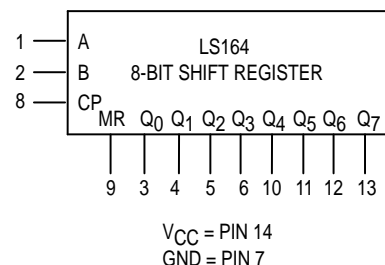 1 A LS164
2 B 8-BIT SHIFT REGISTER
8 CP
MR Q0 Q1 Q2 Q3 Q4 Q5 Q6 Q7
9 3 4 5 6 10 11 12 13
VCC = PIN 14
GND = PIN 7